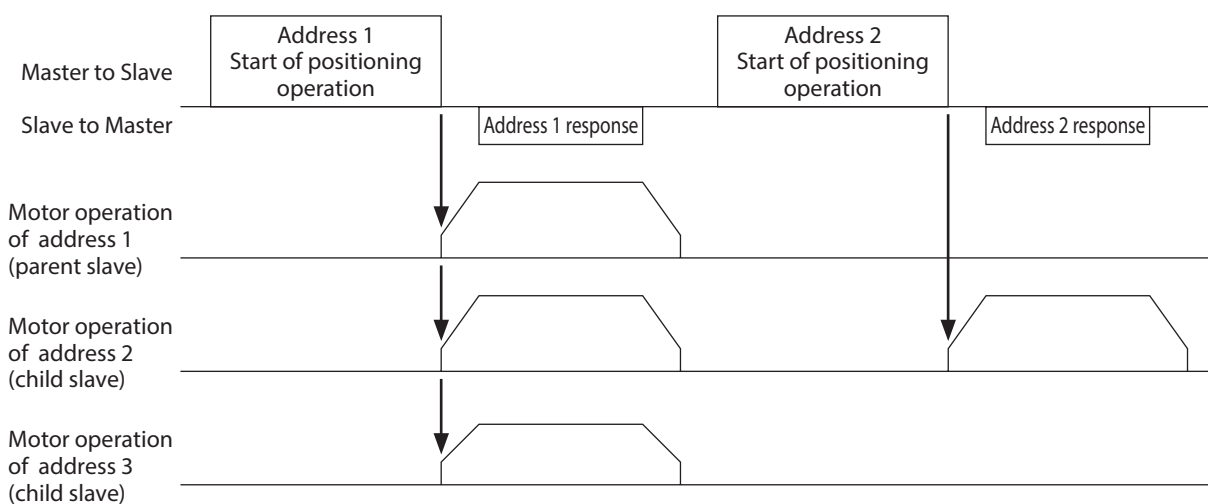 Address 1
Start of positioning
operation
Address 2
Start of positioning
operation
Master to Slave
Slave to Master
Address 1 response
Address 2 response
Motor operation
of address 1
(parent slave)
Motor operation
of address 2
(child slave)
Motor operation
of address 3
(child slave)